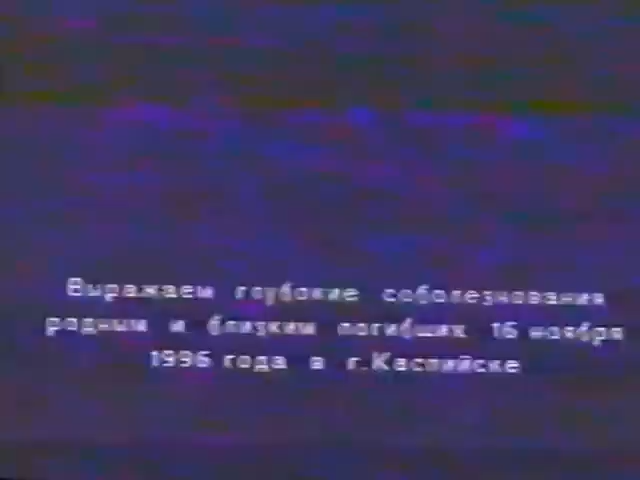 Выражаем глубокие соболезнования
родным и близким погибших 16 ноября
1996 года в г.Каспийске